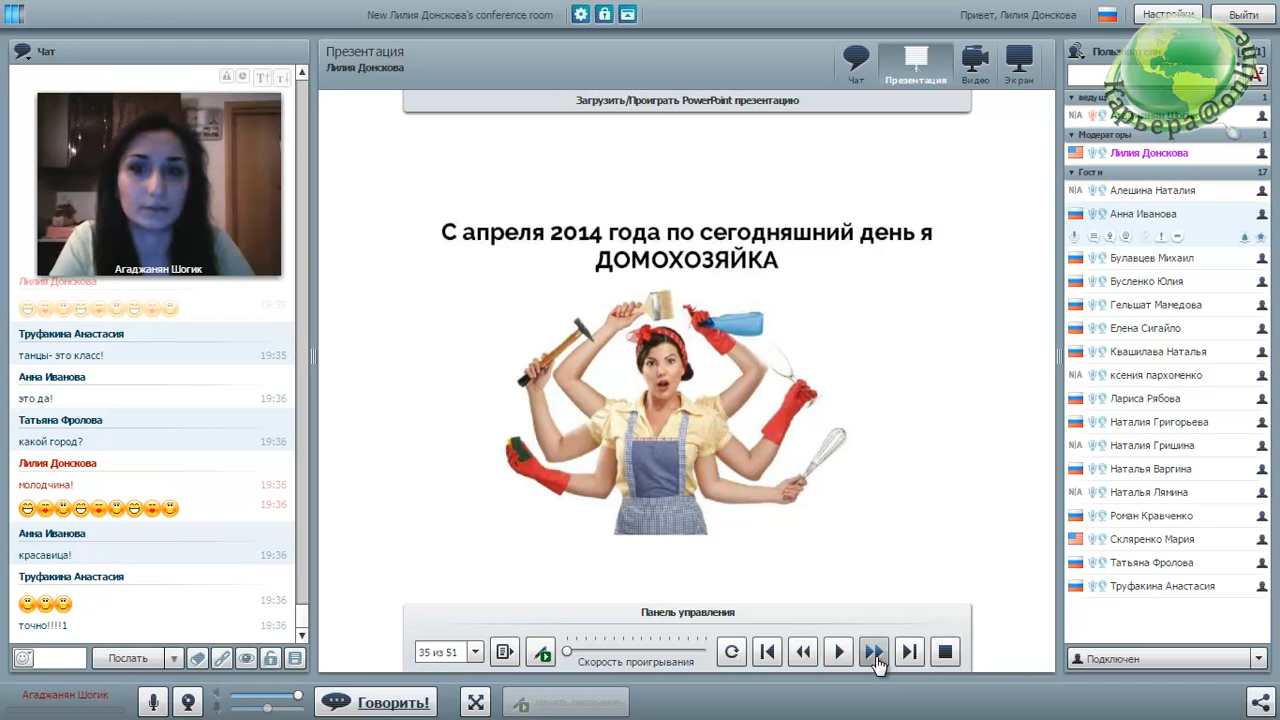 New Лилия Донскова's conference room
Привет, Лилия Донскова
Настройки
Выйти
Чат
Агаджанян Шогик
Лилия Донскова
19:35
Труфакина Анастасия
танцы- это класс! 19:35
Анна Иванова
это да! 19:36
Татьяна Фролова
какой город? 19:36
Лилия Донскова
молодчина! 19:36
19:36
Анна Иванова
красавица! 19:36
Труфакина Анастасия
19:36
точно!!!!1 19:36
Послать
Презентация
Лилия Донскова
Чат
Презентация
Видео
Экран
Загрузить/Проиграть PowerPoint презентацию
С апреля 2014 года по сегодняшний день я
ДОМОХОЗЯЙКА
Панель управления
35 из 51
Скорость проигрывания
карьера@online
1
Модераторы 1
Лилия Донскова
Гости 17
N/A Алешина Наталия
Анна Иванова
Булавцев Михаил
Бусленко Юлия
N/A Гельшат Мамедова
Елена Сигайло
Квашилава Наталья
N/A ксения пархоменко
Лариса Рябова
Наталия Григорьева
N/A Наталия Гришина
Наталья Варгина
N/A Наталья Лямина
Роман Кравченко
Скляренко Мария
Татьяна Фролова
Труфакина Анастасия
Подключен
Агаджанян Шогик
Говорить!